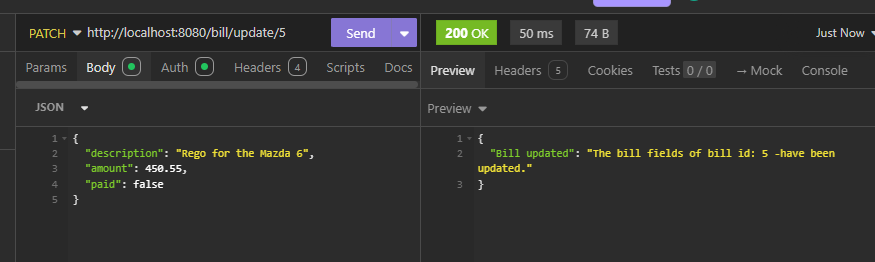 PATCH http://localhost:8080/bill/update/5 Send
200 OK 50 ms 74 B Just Now
Params Body Auth Headers 4 Scripts Docs
Preview Headers 5 Cookies Tests 0 / 0 → Mock Console
JSON
Preview
1 {
2 "description": "Rego for the Mazda 6",
3 "amount": 450.55,
4 "paid": false
5 }
1 {
2 "Bill updated": "The bill fields of bill id: 5 -have been
updated."
3 }